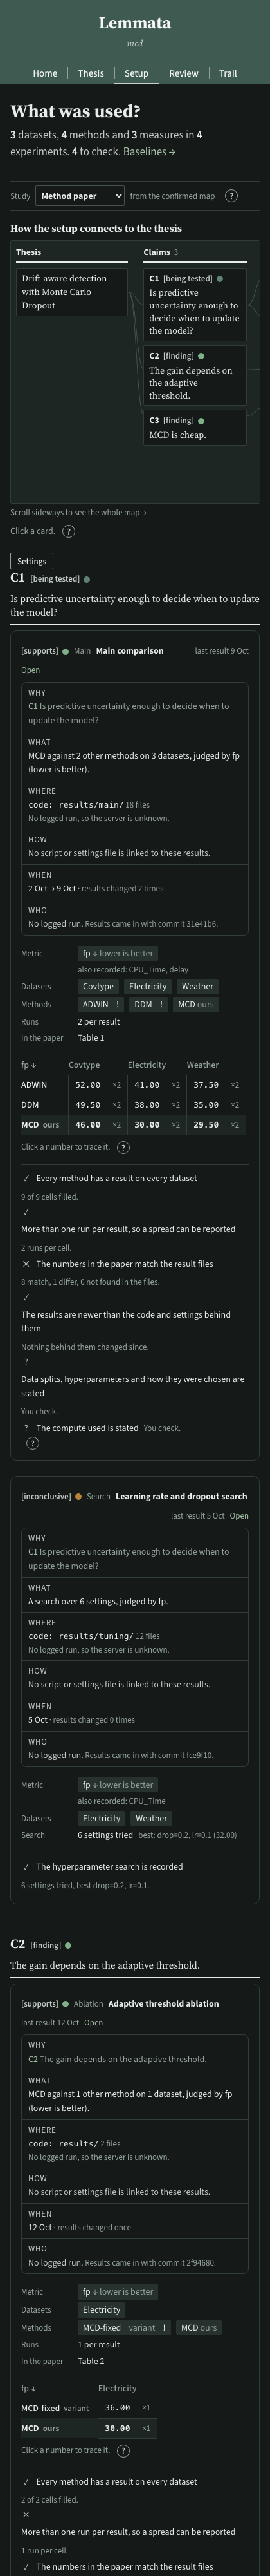 Lemmata
mcd
Home Thesis Setup Review Trail
What was used?
3 datasets, 4 methods and 3 measures in 4
experiments. 4 to check. Baselines →
Study Method paper from the confirmed map ?
How the setup connects to the thesis
Thesis
Drift-aware detection
with Monte Carlo
Dropout
Claims 3
C1 [being tested]
Is predictive
uncertainty enough to
decide when to update
the model?
C2 [finding]
The gain depends on
the adaptive
threshold.
C3 [finding]
MCD is cheap.
Scroll sideways to see the whole map →
Click a card. ?
Settings
C1 [being tested]
Is predictive uncertainty enough to decide when to update
the model?
[supports] Main Main comparison last result 9 Oct
Open
WHY
C1 Is predictive uncertainty enough to decide when to
update the model?
WHAT
MCD against 2 other methods on 3 datasets, judged by fp
(lower is better).
WHERE
code: results/main/ 18 files
No logged run, so the server is unknown.
HOW
No script or settings file is linked to these results.
WHEN
2 Oct → 9 Oct · results changed 2 times
WHO
No logged run. Results came in with commit 31e41b6.
Metric fp ↓ lower is better
also recorded: CPU_Time, delay
Datasets Covtype Electricity Weather
Methods ADWIN ! DDM ! MCD ours
Runs 2 per result
In the paper Table 1
fp ↓ Covtype Electricity Weather
ADWIN 52.00 ×2 41.00 ×2 37.50 ×2
DDM 49.50 ×2 38.00 ×2 35.00 ×2
MCD ours 46.00 ×2 30.00 ×2 29.50 ×2
Click a number to trace it. ?
✓ Every method has a result on every dataset
9 of 9 cells filled.
✓
More than one run per result, so a spread can be reported
2 runs per cell.
✕ The numbers in the paper match the result files
8 match, 1 differ, 0 not found in the files.
✓
The results are newer than the code and settings behind
them
Nothing behind them changed since.
?
Data splits, hyperparameters and how they were chosen are
stated
You check.
? The compute used is stated You check.
?
[inconclusive] Search Learning rate and dropout search
last result 5 Oct Open
WHY
C1 Is predictive uncertainty enough to decide when to
update the model?
WHAT
A search over 6 settings, judged by fp.
WHERE
code: results/tuning/ 12 files
No logged run, so the server is unknown.
HOW
No script or settings file is linked to these results.
WHEN
5 Oct · results changed 0 times
WHO
No logged run. Results came in with commit fce9f10.
Metric fp ↓ lower is better
also recorded: CPU_Time
Datasets Electricity Weather
Search 6 settings tried best: drop=0.2, lr=0.1 (32.00)
✓ The hyperparameter search is recorded
6 settings tried, best drop=0.2, lr=0.1.
C2 [finding]
The gain depends on the adaptive threshold.
[supports] Ablation Adaptive threshold ablation
last result 12 Oct Open
WHY
C2 The gain depends on the adaptive threshold.
WHAT
MCD against 1 other method on 1 dataset, judged by fp
(lower is better).
WHERE
code: results/ 2 files
No logged run, so the server is unknown.
HOW
No script or settings file is linked to these results.
WHEN
12 Oct · results changed once
WHO
No logged run. Results came in with commit 2f94680.
Metric fp ↓ lower is better
Datasets Electricity
Methods MCD-fixed variant ! MCD ours
Runs 1 per result
In the paper Table 2
fp ↓ Electricity
MCD-fixed variant 36.00 ×1
MCD ours 30.00 ×1
Click a number to trace it. ?
✓ Every method has a result on every dataset
2 of 2 cells filled.
✕
More than one run per result, so a spread can be reported
1 run per cell.
✓ The numbers in the paper match the result files